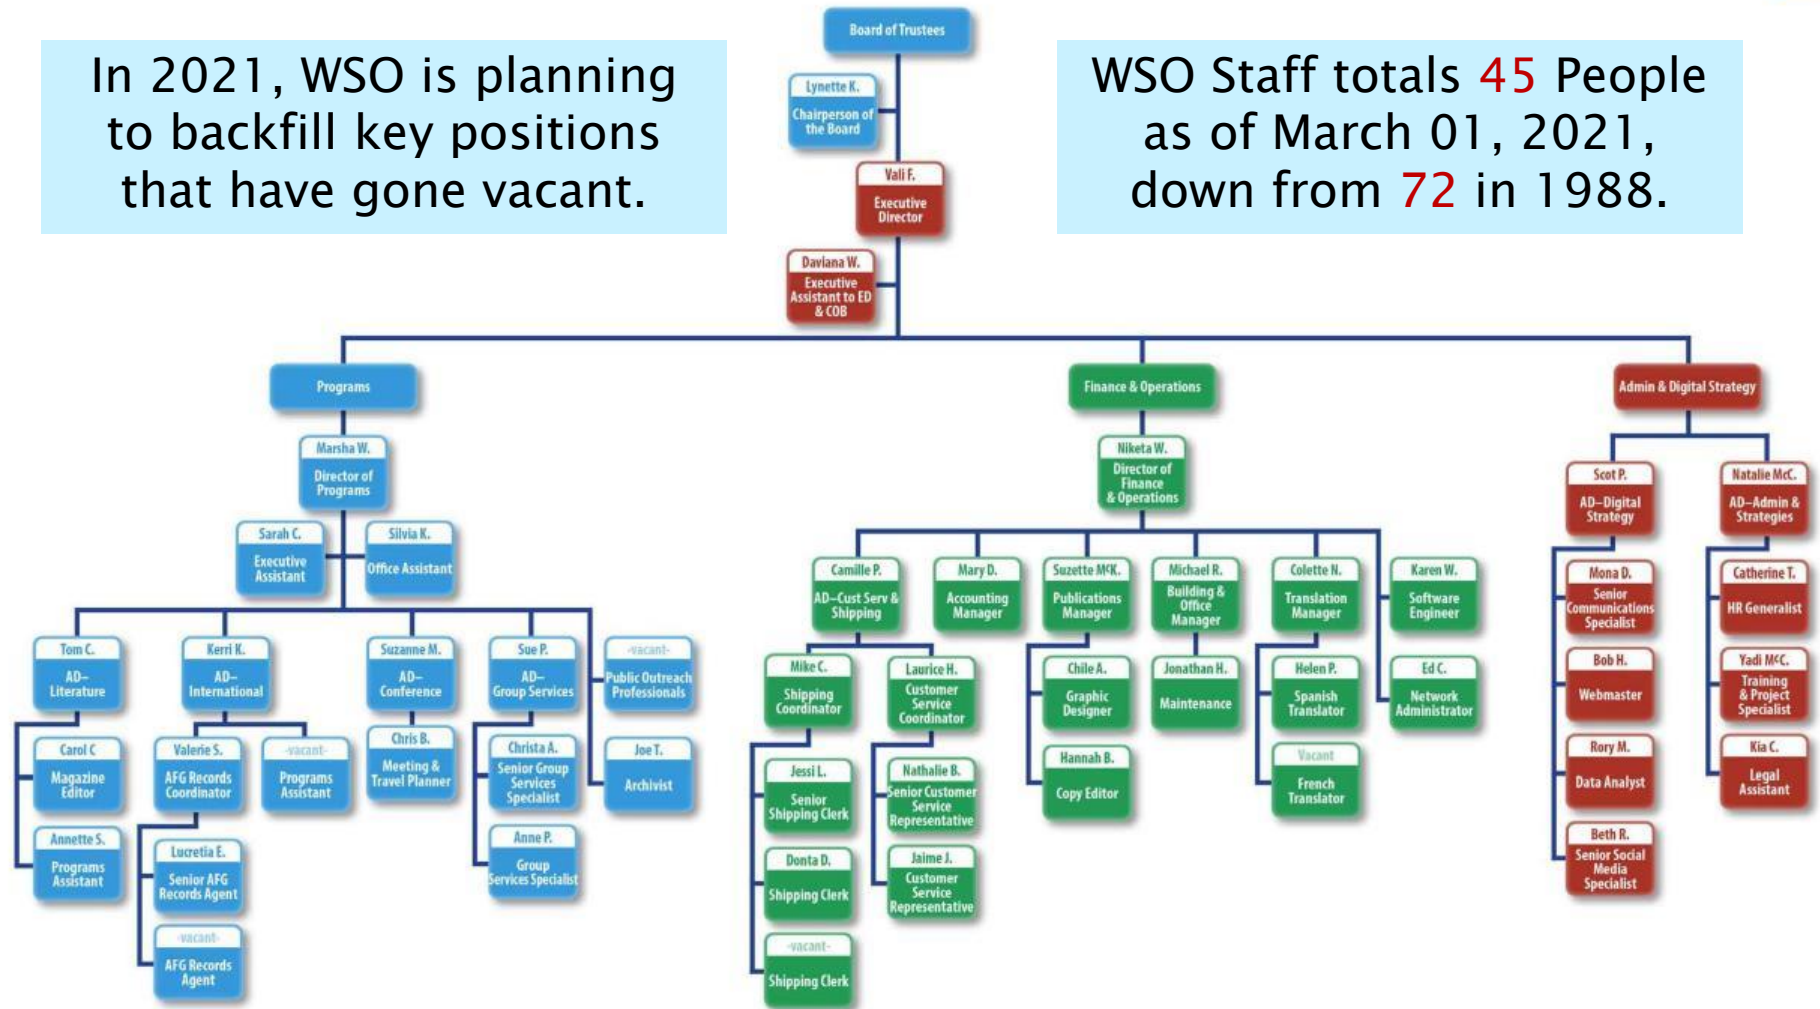 Board of Trustees
In 2021, WSO is planning
to backfill key positions
that have gone vacant.
WSO Staff totals 45 People
as of March 01, 2021,
down from 72 in 1988.
Lynette K.
Chairperson of
the Board
Vali F.
Executive
Director
Daviana W.
Executive
Assistant to ED
& COB
Programs
Finance & Operations
Admin & Digital Strategy
Marsha W.
Director of
Programs
Sarah C.
Executive
Assistant
Silvia K.
Office Assistant
Tom C.
AD–
Literature
Carol C
Magazine
Editor
Annette S.
Programs
Assistant
Kerri K.
AD–
International
Valerie S.
AFG Records
Coordinator
-vacant-
Programs
Assistant
Lucretia E.
Senior AFG
Records Agent
-vacant-
AFG Records
Agent
Suzanne M.
AD–
Conference
Chris B.
Meeting &
Travel Planner
Sue P.
AD–
Group Services
Christa A.
Senior Group
Services
Specialist
Anne P.
Group
Services Specialist
-vacant-
Public Outreach
Professionals
Joe T.
Archivist
Niketa W.
Director of
Finance
& Operations
Camille P.
AD–Cust Serv &
Shipping
Mike C.
Shipping
Coordinator
Jessi L.
Senior
Shipping Clerk
Donta D.
Shipping Clerk
-vacant-
Shipping Clerk
Laurice H.
Customer
Service
Coordinator
Nathalie B.
Senior Customer
Service
Representative
Jaime J.
Customer
Service
Representative
Mary D.
Accounting
Manager
Suzette McK.
Publications
Manager
Chile A.
Graphic
Designer
Hannah B.
Copy Editor
Michael R.
Building &
Office
Manager
Jonathan H.
Maintenance
Colette N.
Translation
Manager
Helen P.
Spanish
Translator
Vacant
French
Translator
Karen W.
Software
Engineer
Ed C.
Network
Administrator
Scot P.
AD–Digital
Strategy
Mona D.
Senior
Communications
Specialist
Bob H.
Webmaster
Rory M.
Data Analyst
Beth R.
Senior Social
Media
Specialist
Natalie McC.
AD–Admin &
Strategies
Catherine T.
HR Generalist
Yadi McC.
Training
& Project
Specialist
Kia C.
Legal
Assistant